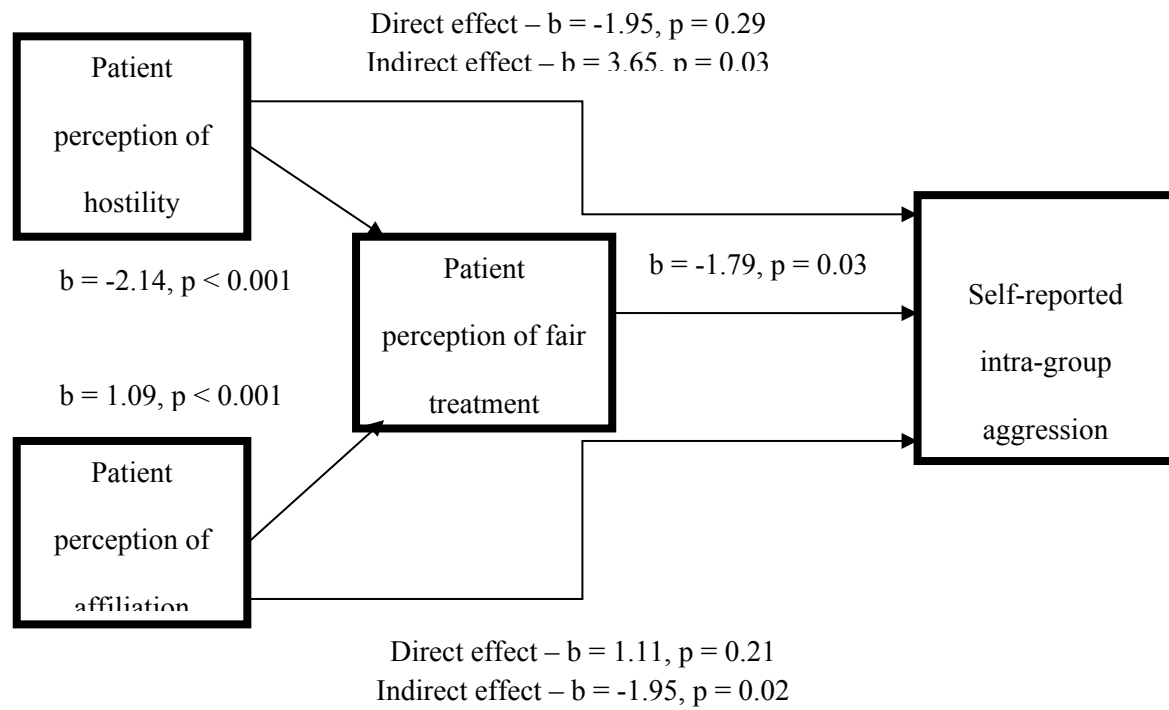 Direct effect – b = -1.95, p = 0.29
Indirect effect – b = 3.65, p = 0.03
Patient
perception of
hostility
b = -2.14, p < 0.001
Patient
perception of fair
treatment
b = -1.79, p = 0.03
Self-reported
intra-group
aggression
b = 1.09, p < 0.001
Patient
perception of
affiliation
Direct effect – b = 1.11, p = 0.21
Indirect effect – b = -1.95, p = 0.02